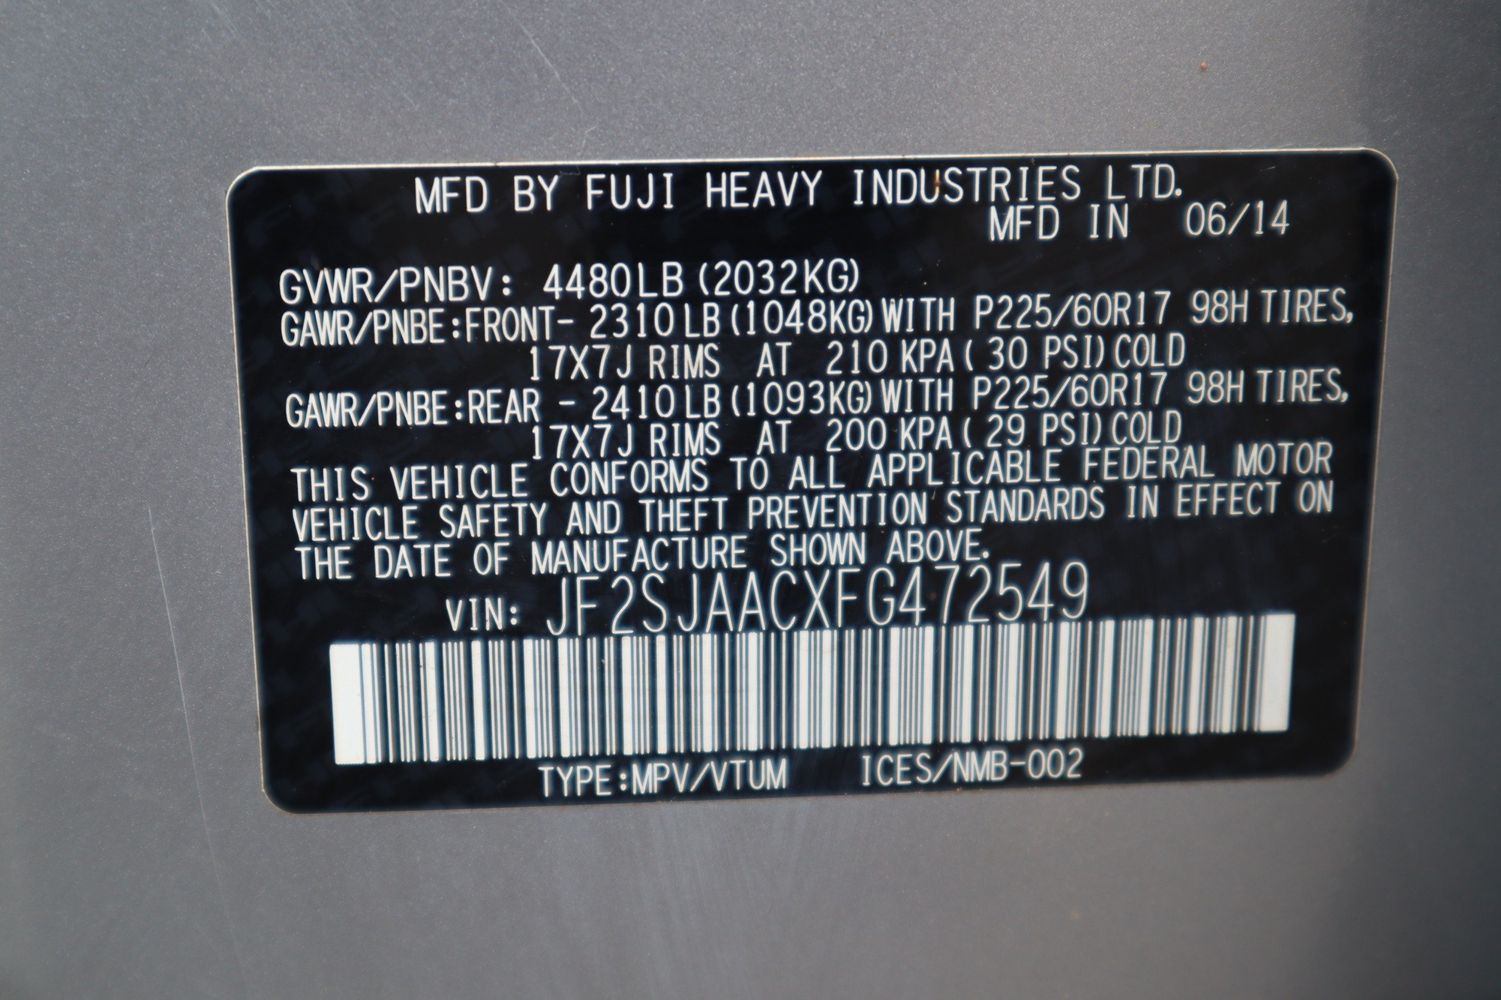 MFD BY FUJI HEAVY INDUSTRIES LTD.
MFD IN 06/14
GVWR/PNBV: 4480LB (2032KG)
GAWR/PNBE:FRONT- 2310LB (1048KG) WITH P225/60R17 98H TIRES,
17X7J RIMS AT 210 KPA ( 30 PSI) COLD
GAWR/PNBE:REAR - 2410LB (1093KG) WITH P225/60R17 98H TIRES,
17X7J RIMS AT 200 KPA ( 29 PSI) COLD
THIS VEHICLE CONFORMS TO ALL APPLICABLE FEDERAL MOTOR
VEHICLE SAFETY AND THEFT PREVENTION STANDARDS IN EFFECT ON
THE DATE OF MANUFACTURE SHOWN ABOVE.
VIN: JF2SJAACXFG472549
TYPE:MPV/VTUM ICES/NMB-002